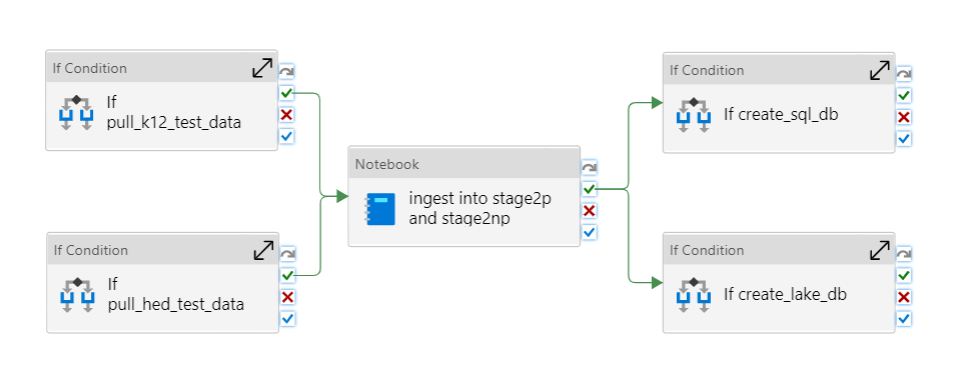 If Condition
If
pull_k12_test_data
If Condition
If
pull_hed_test_data
Notebook
ingest into stage2p
and stage2np
If Condition
If create_sql_db
If Condition
If create_lake_db